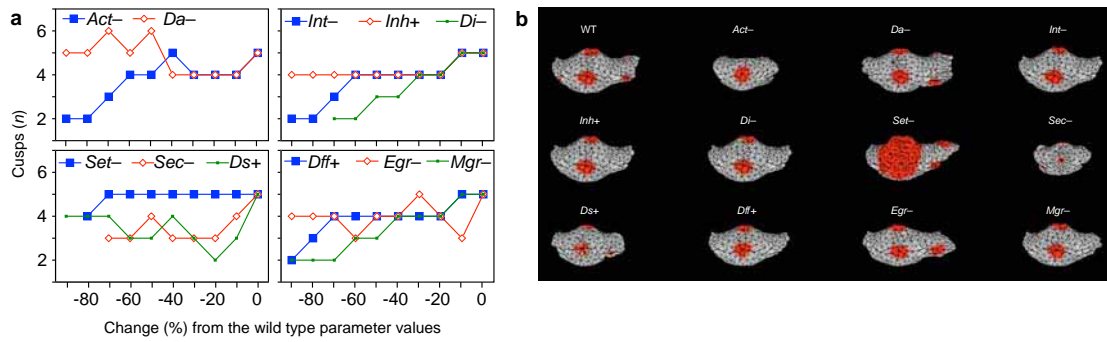 a
Act– Da–
Int– Inh+ Di–
6
4
2
Cusps (n)
Set– Sec– Ds+
Dff+ Egr– Mgr–
6
4
2
-80 -60 -40 -20 0
-80 -60 -40 -20 0
Change (%) from the wild type parameter values
b
WT Act– Da– Int–
Inh+ Di– Set– Sec–
Ds+ Dff+ Egr– Mgr–